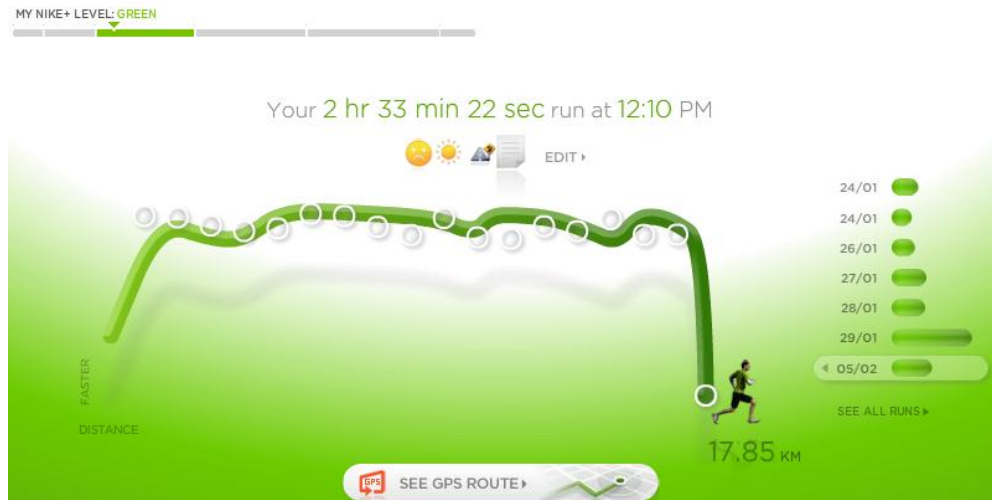 MY NIKE+ LEVEL: GREEN
Your 2 hr 33 min 22 sec run at 12:10 PM
EDIT
24/01
24/01
26/01
27/01
28/01
29/01
05/02
SEE ALL RUNS
FASTER
DISTANCE
17.85 KM
GPS
SEE GPS ROUTE